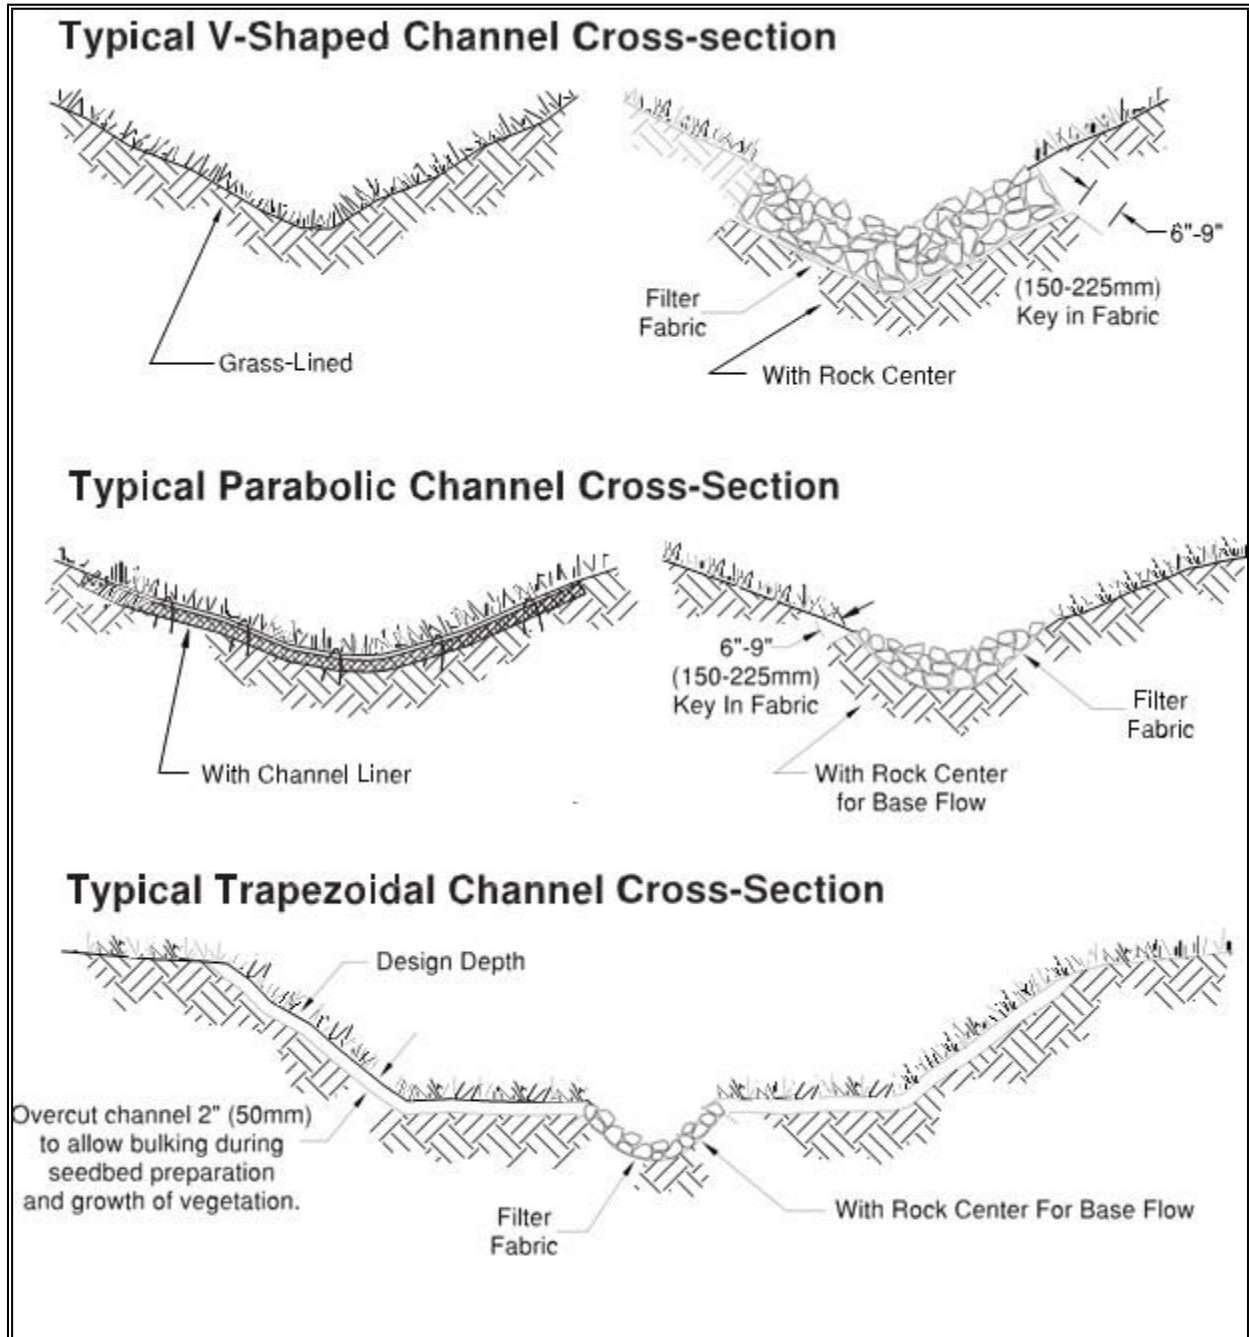 Typical V-Shaped Channel Cross-section
Grass-Lined
Filter
Fabric
With Rock Center
6"-9"
(150-225mm)
Key in Fabric
Typical Parabolic Channel Cross-Section
With Channel Liner
6"-9"
(150-225mm)
Key In Fabric
With Rock Center
for Base Flow
Filter
Fabric
Typical Trapezoidal Channel Cross-Section
Design Depth
Overcut channel 2" (50mm)
to allow bulking during
seedbed preparation
and growth of vegetation.
Filter
Fabric
With Rock Center For Base Flow